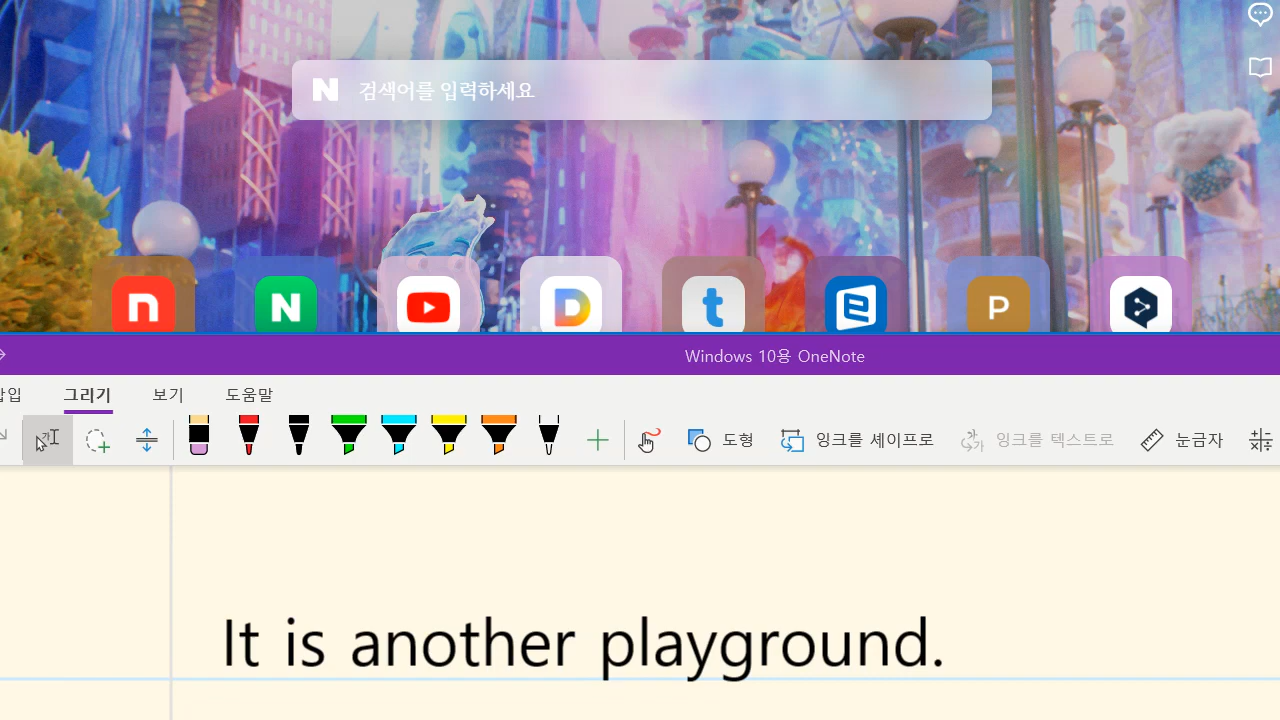 N 검색어를 입력하세요
n N D t e P
Windows 10용 OneNote
삽입 그리기 보기 도움말
도형 잉크를 셰이프로 잉크를 텍스트로 눈금자
It is another playground.